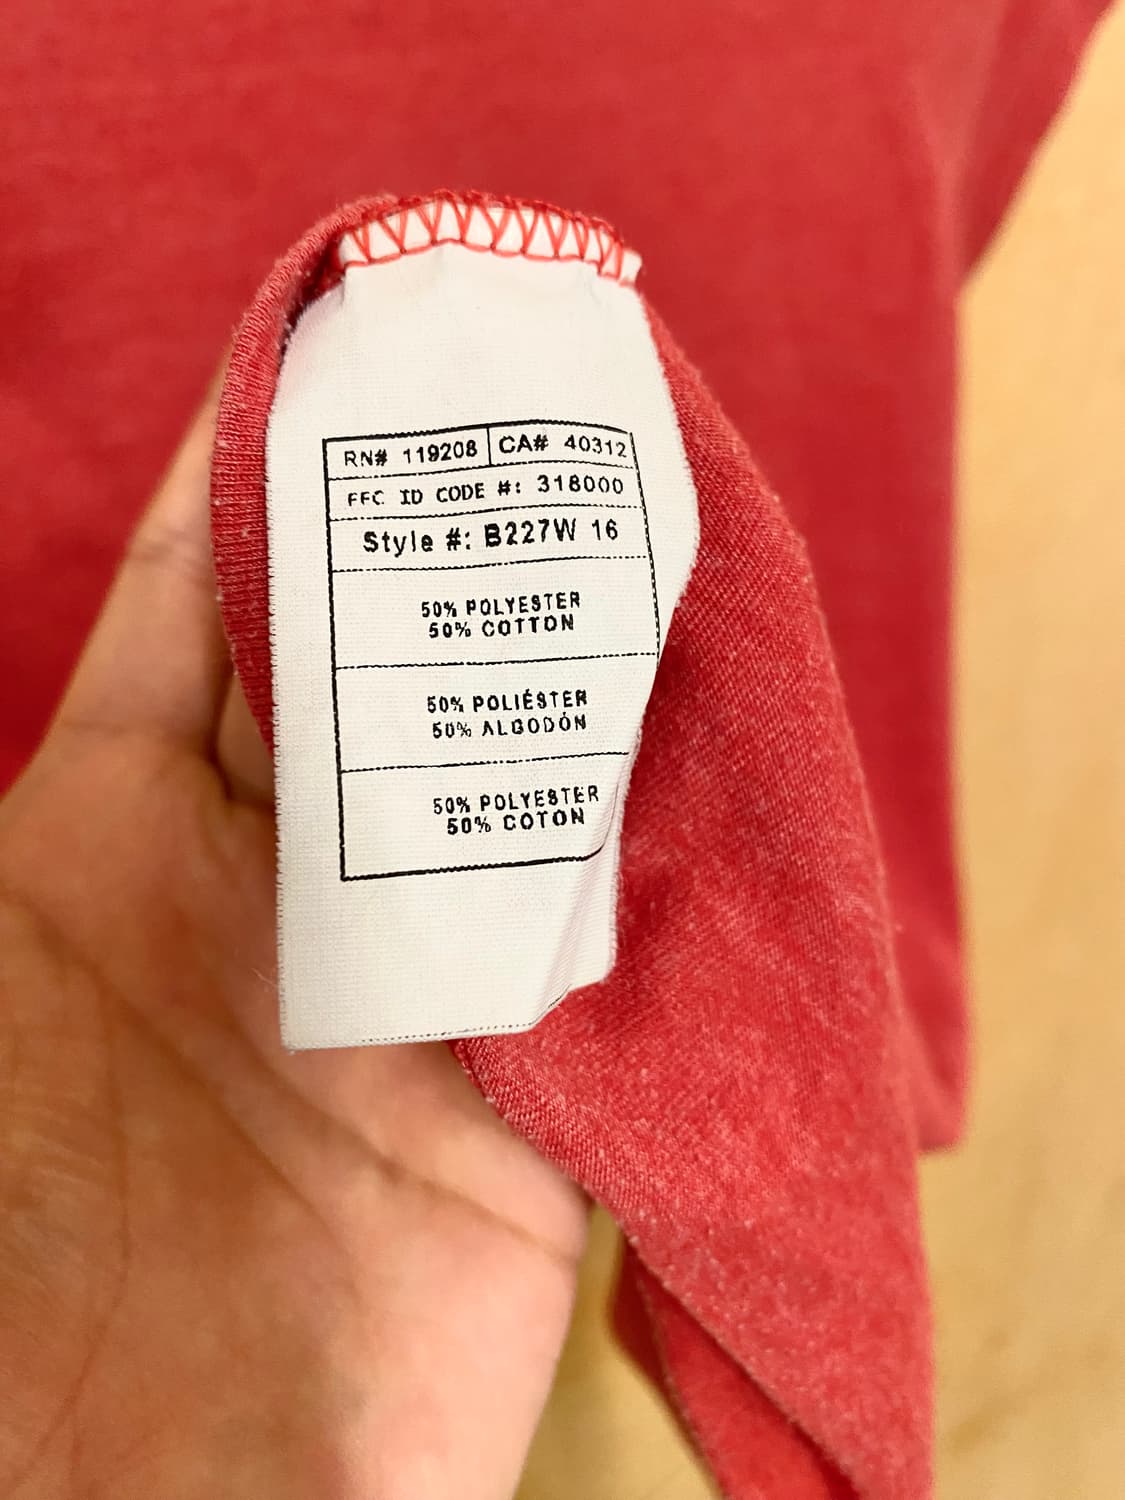 RN# 119208 CA# 40312
FFC ID CODE #: 318000
Style #: B227W 16
50% POLYESTER
50% COTTON
50% POLIÉSTER
50% ALGODÓN
50% POLYESTER
50% COTON